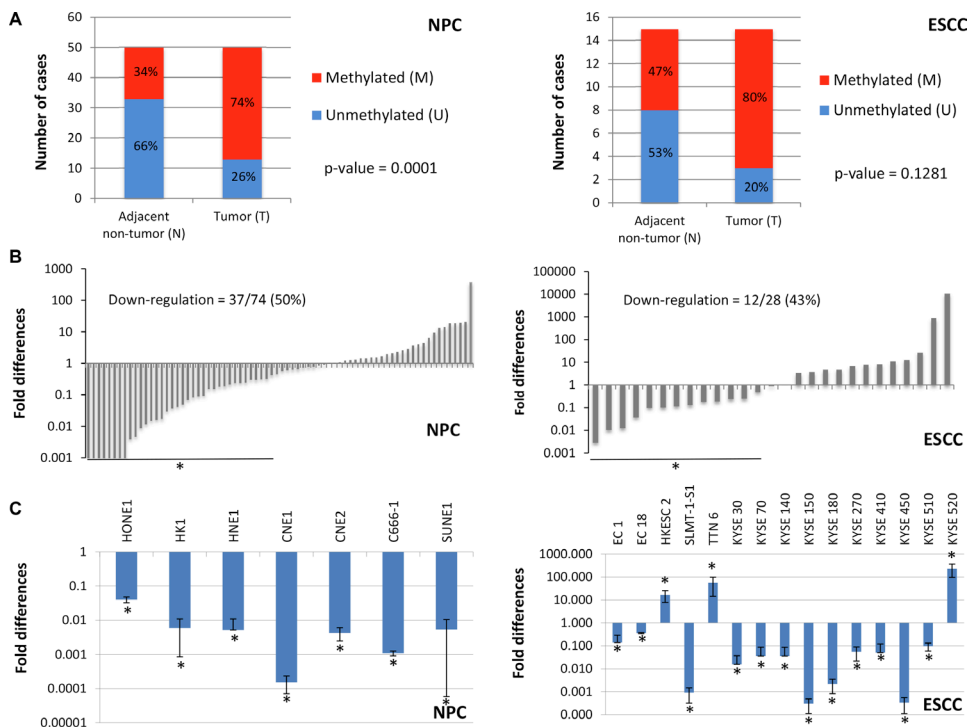 A
NPC
Number of cases
60
50
40
30
20
10
0
34%
66%
74%
26%
Adjacent
non-tumor (N)
Tumor (T)
Methylated (M)
Unmethylated (U)
p-value = 0.0001
ESCC
Number of cases
16
14
12
10
8
6
4
2
0
47%
53%
80%
20%
Adjacent
non-tumor (N)
Tumor (T)
Methylated (M)
Unmethylated (U)
p-value = 0.1281
B
Fold differences
1000
100
10
1
0.1
0.01
0.001
Down-regulation = 37/74 (50%)
NPC
*
Fold differences
100000
10000
1000
100
10
1
0.1
0.01
0.001
Down-regulation = 12/28 (43%)
ESCC
*
C
HONE1
HK1
HNE1
CNE1
CNE2
C666-1
SUNE1
Fold differences
1
0.1
0.01
0.001
0.0001
0.00001
* * * * * * *
NPC
EC 1
EC 18
HKESC 2
SLMT-1-S1
TTN 6
KYSE 30
KYSE 70
KYSE 140
KYSE 150
KYSE 180
KYSE 270
KYSE 410
KYSE 450
KYSE 510
KYSE 520
Fold differences
1000.000
100.000
10.000
1.000
0.100
0.010
0.001
0.000
* * * * * * * * * * * * * * *
ESCC